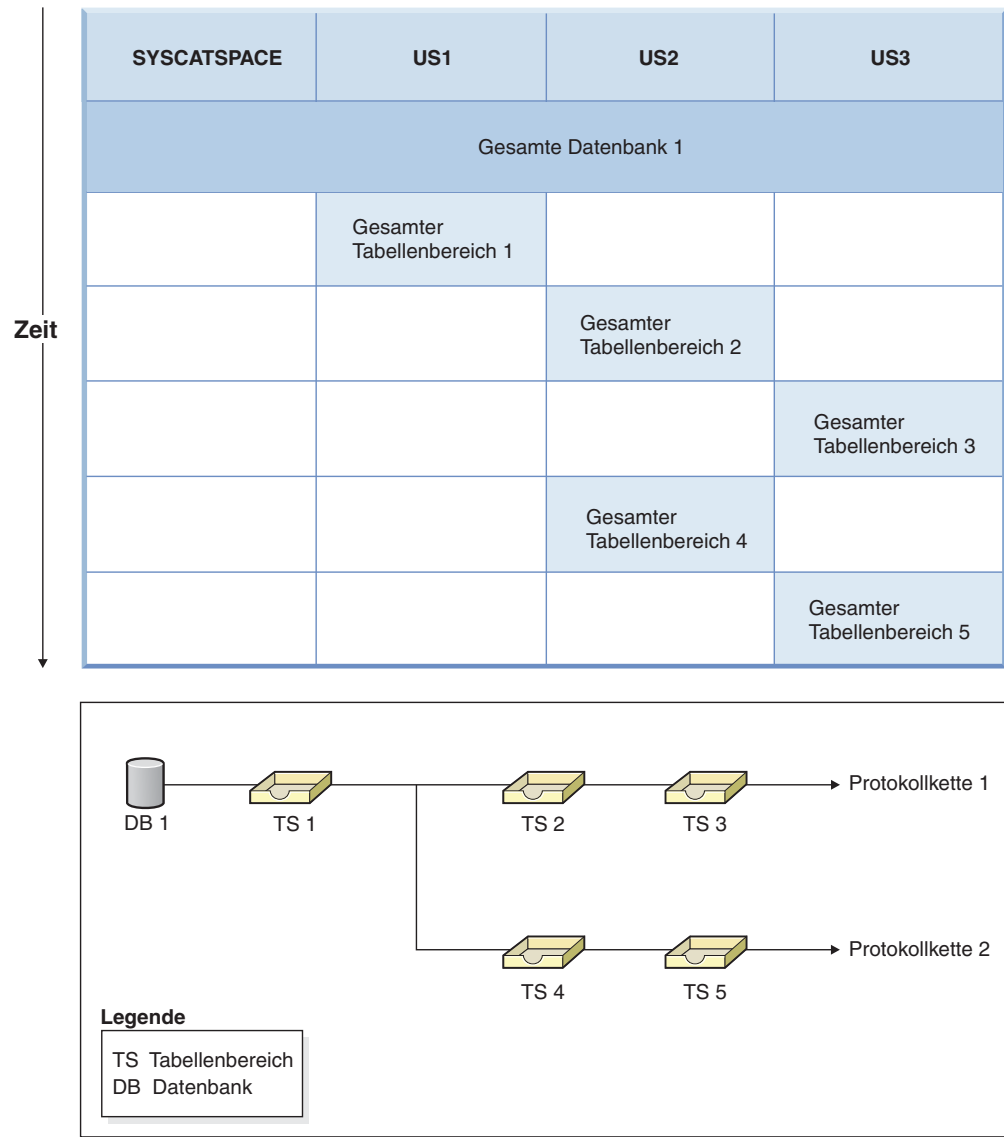 SYSCATSPACE
US1
US2
US3
Gesamte Datenbank 1
Gesamter
Tabellenbereich 1
Zeit
Gesamter
Tabellenbereich 2
Gesamter
Tabellenbereich 3
Gesamter
Tabellenbereich 4
Gesamter
Tabellenbereich 5
DB 1
TS 1
TS 2
TS 3
Protokollkette 1
TS 4
TS 5
Protokollkette 2
Legende
TS Tabellenbereich
DB Datenbank